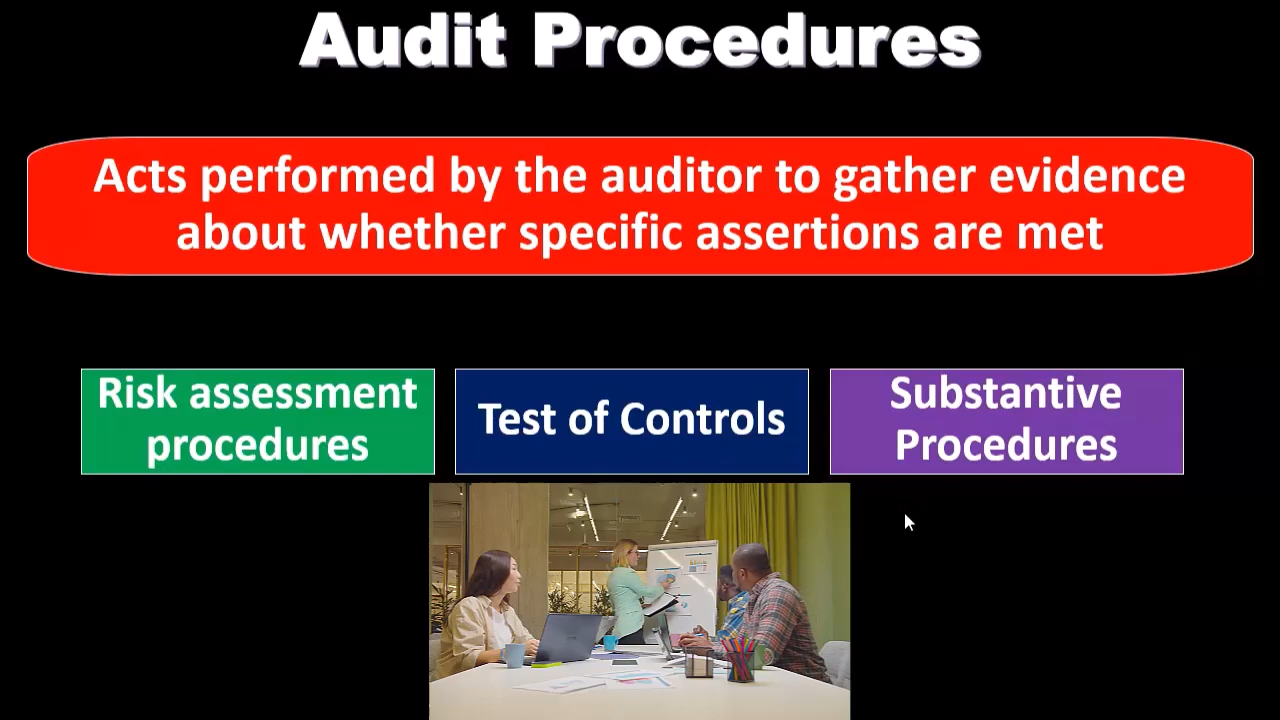 Audit Procedures
Acts performed by the auditor to gather evidence
about whether specific assertions are met
Risk assessment
procedures
Test of Controls
Substantive
Procedures